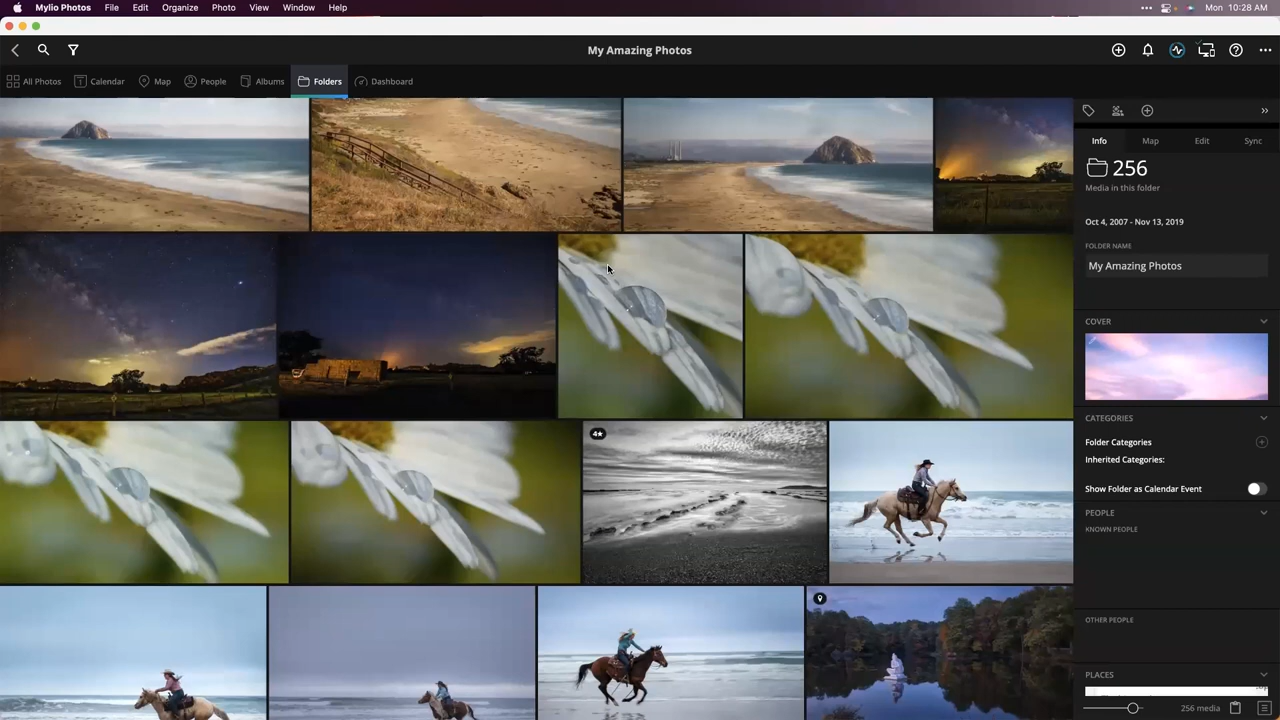 Mylio Photos File Edit Organize Photo View Window Help Mon 10:28 AM
My Amazing Photos
All Photos Calendar Map People Albums Folders Dashboard
Info Map Edit Sync
256
Media in this folder
Oct 4, 2007 - Nov 13, 2019
FOLDER NAME
My Amazing Photos
COVER
CATEGORIES
4★
Folder Categories
Inherited Categories:
Show Folder as Calendar Event
PEOPLE
KNOWN PEOPLE
OTHER PEOPLE
PLACES
256 media